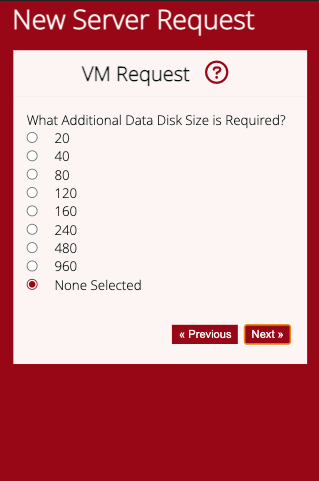 New Server Request
VM Request ?
What Additional Data Disk Size is Required?
20
40
80
120
160
240
480
960
None Selected
« Previous Next »